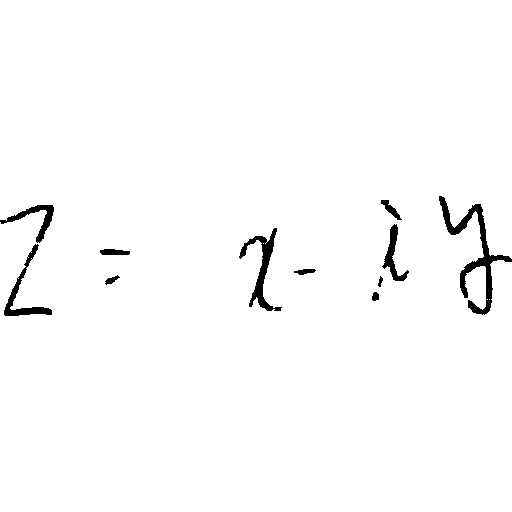 z = x - iy